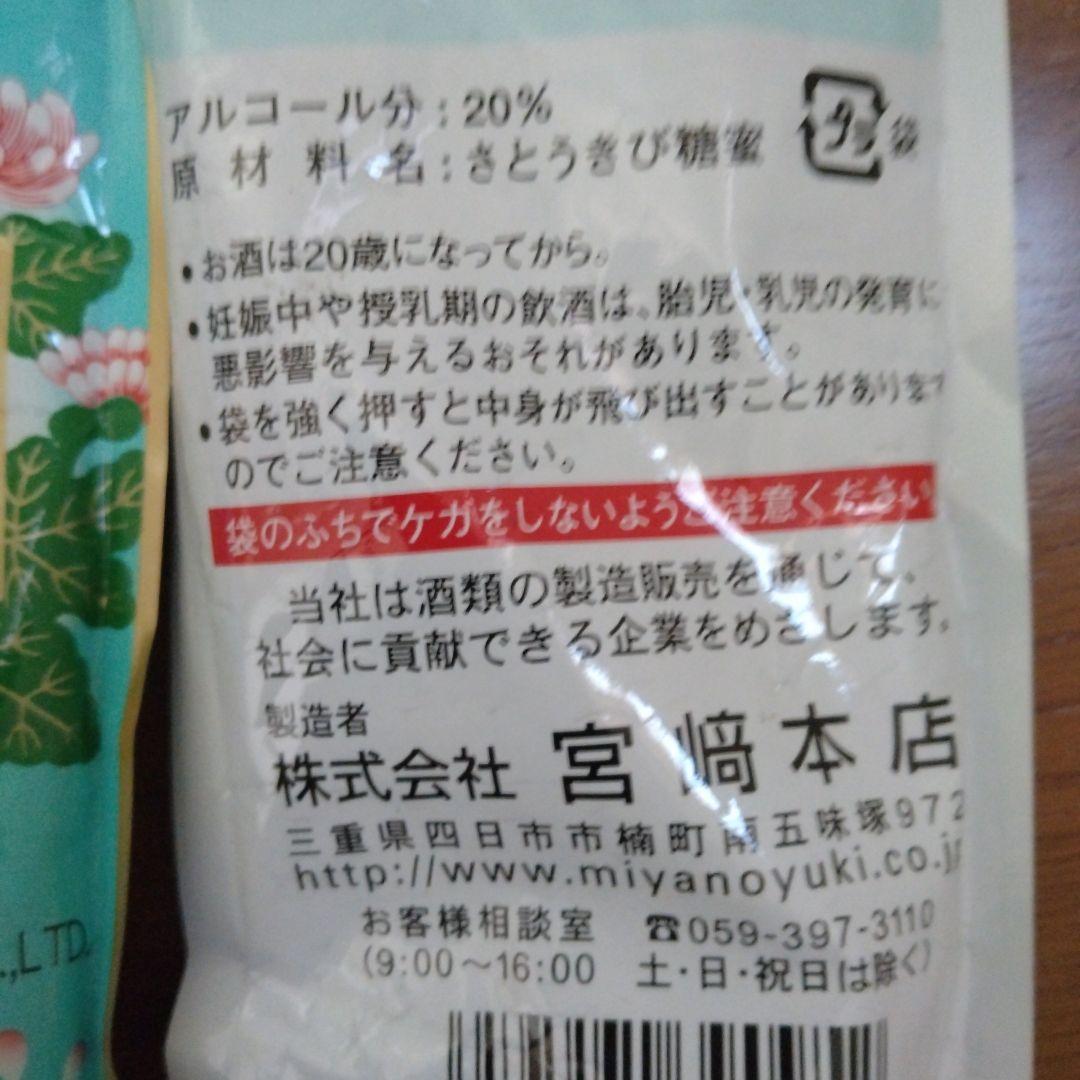 アルコール分：20%
原材料名：さとうきび糖蜜
プラ 袋
・お酒は20歳になってから。
・妊娠中や授乳期の飲酒は、胎児・乳児の発育に
悪影響を与えるおそれがあります。
・袋を強く押すと中身が飛び出すことがあります
のでご注意ください。
袋のふちでケガをしないようご注意ください
当社は酒類の製造販売を通じて、
社会に貢献できる企業をめざします。
製造者
株式会社 宮﨑本店
三重県四日市市楠町南五味塚972
http://www.miyanoyuki.co.jp
お客様相談室 ☎059-397-3110
(9:00〜16:00 土・日・祝日は除く)
.,LTD.